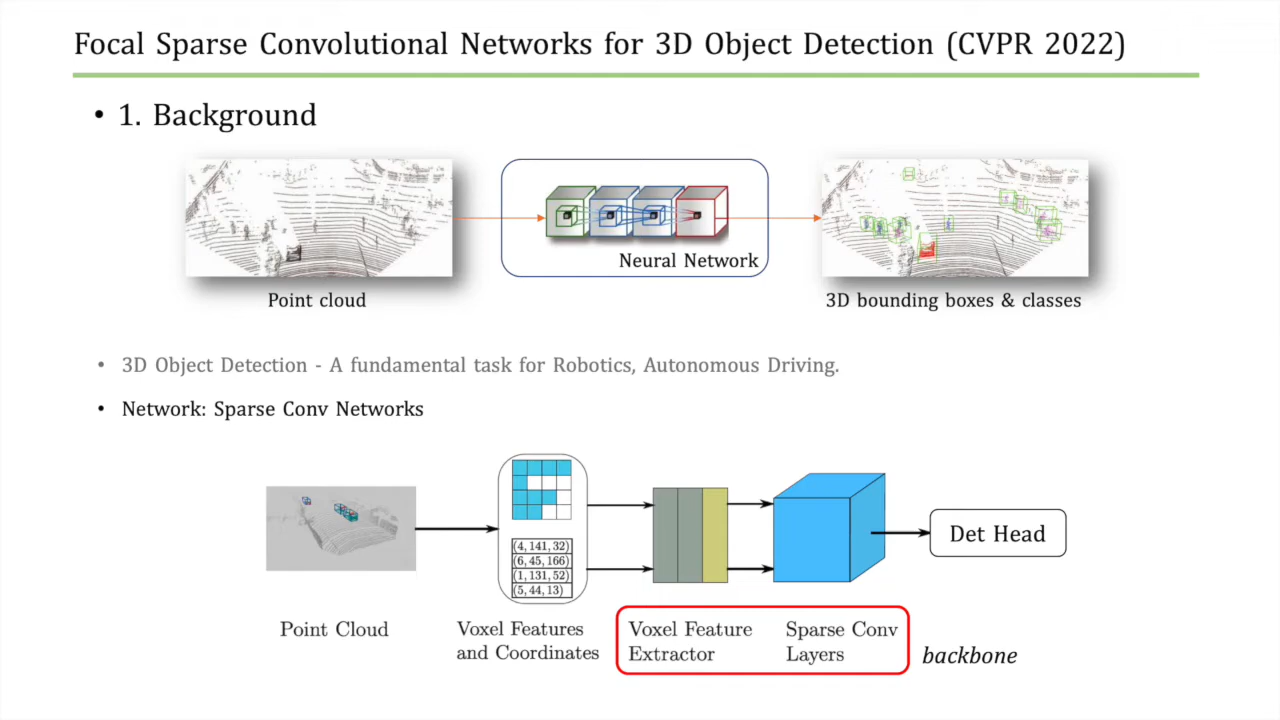 Focal Sparse Convolutional Networks for 3D Object Detection (CVPR 2022)
• 1. Background
Neural Network
Point cloud
3D bounding boxes & classes
• 3D Object Detection - A fundamental task for Robotics, Autonomous Driving.
• Network: Sparse Conv Networks
(4, 141, 32)
(6, 45, 166)
(1, 131, 52)
(5, 44, 13)
Det Head
Point Cloud
Voxel Features
and Coordinates
Voxel Feature
Extractor
Sparse Conv
Layers
backbone